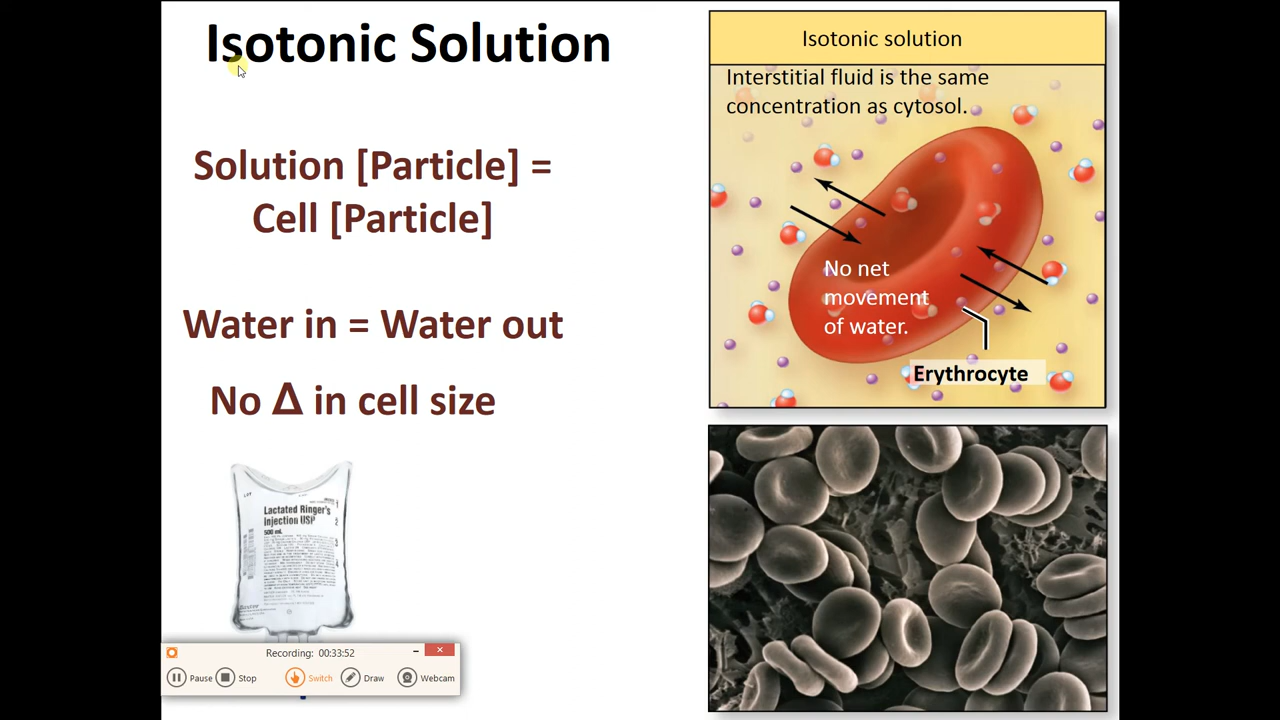 Isotonic Solution
Solution [Particle] =
Cell [Particle]
Water in = Water out
No Δ in cell size
Lactated Ringer's
Injection USP
500 mL
Recording: 00:33:52
Pause
Stop
Switch
Draw
Webcam
Isotonic solution
Interstitial fluid is the same
concentration as cytosol.
No net
movement
of water.
Erythrocyte